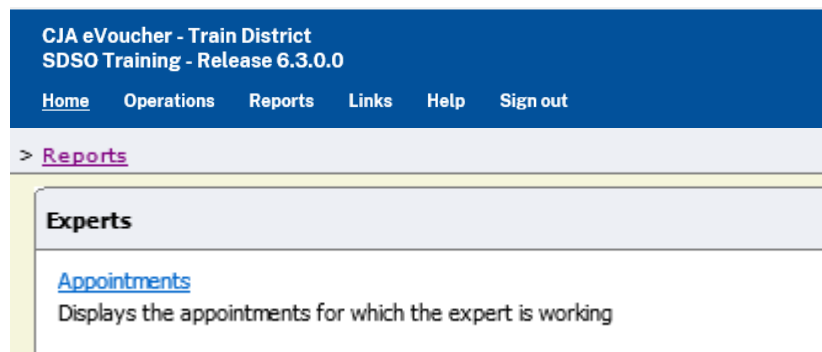 CJA eVoucher - Train District
SDSO Training - Release 6.3.0.0
Home Operations Reports Links Help Sign out
> Reports
Experts
Appointments
Displays the appointments for which the expert is working